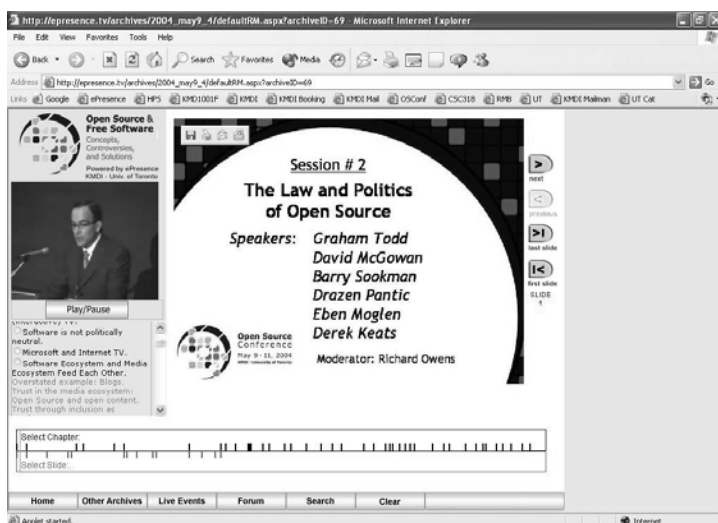 http://epresence.tv/archives/2004_may9_4/defaultRM.aspx?archiveID=69 - Microsoft Internet Explorer
File Edit View Favorites Tools Help
Back Search Favorites Media
Address http://epresence.tv/archives/2004_may9_4/defaultRM.aspx?archiveID=69 Go
Links Google ePresence HP5 KMD1001F KMDI KMDI Booking KMDI Mail OSConf CSC318 RMB UT KMDI Mailman UT Cat
Open Source &
Free Software
Concepts,
Controversies,
and Solutions
Powered by ePresence
KMDI - Univ. of Toronto
Play/Pause
(Interactive) TV.
Software is not politically
neutral.
Microsoft and Internet TV.
Software Ecosystem and Media
Ecosystem Feed Each Other.
Overstated example: Blogs.
Trust in the media ecosystem:
Open Source and open content.
Trust through inclusion as
Session # 2
The Law and Politics
of Open Source
Speakers: Graham Todd
David McGowan
Barry Sookman
Drazen Pantic
Eben Moglen
Derek Keats
Moderator: Richard Owens
Open Source
Conference
May 9 - 11, 2004
KMDI - University of Toronto
next
previous
last slide
first slide
SLIDE
1
Select Chapter:
Select Slide:
Home Other Archives Live Events Forum Search Clear
Applet started. Internet